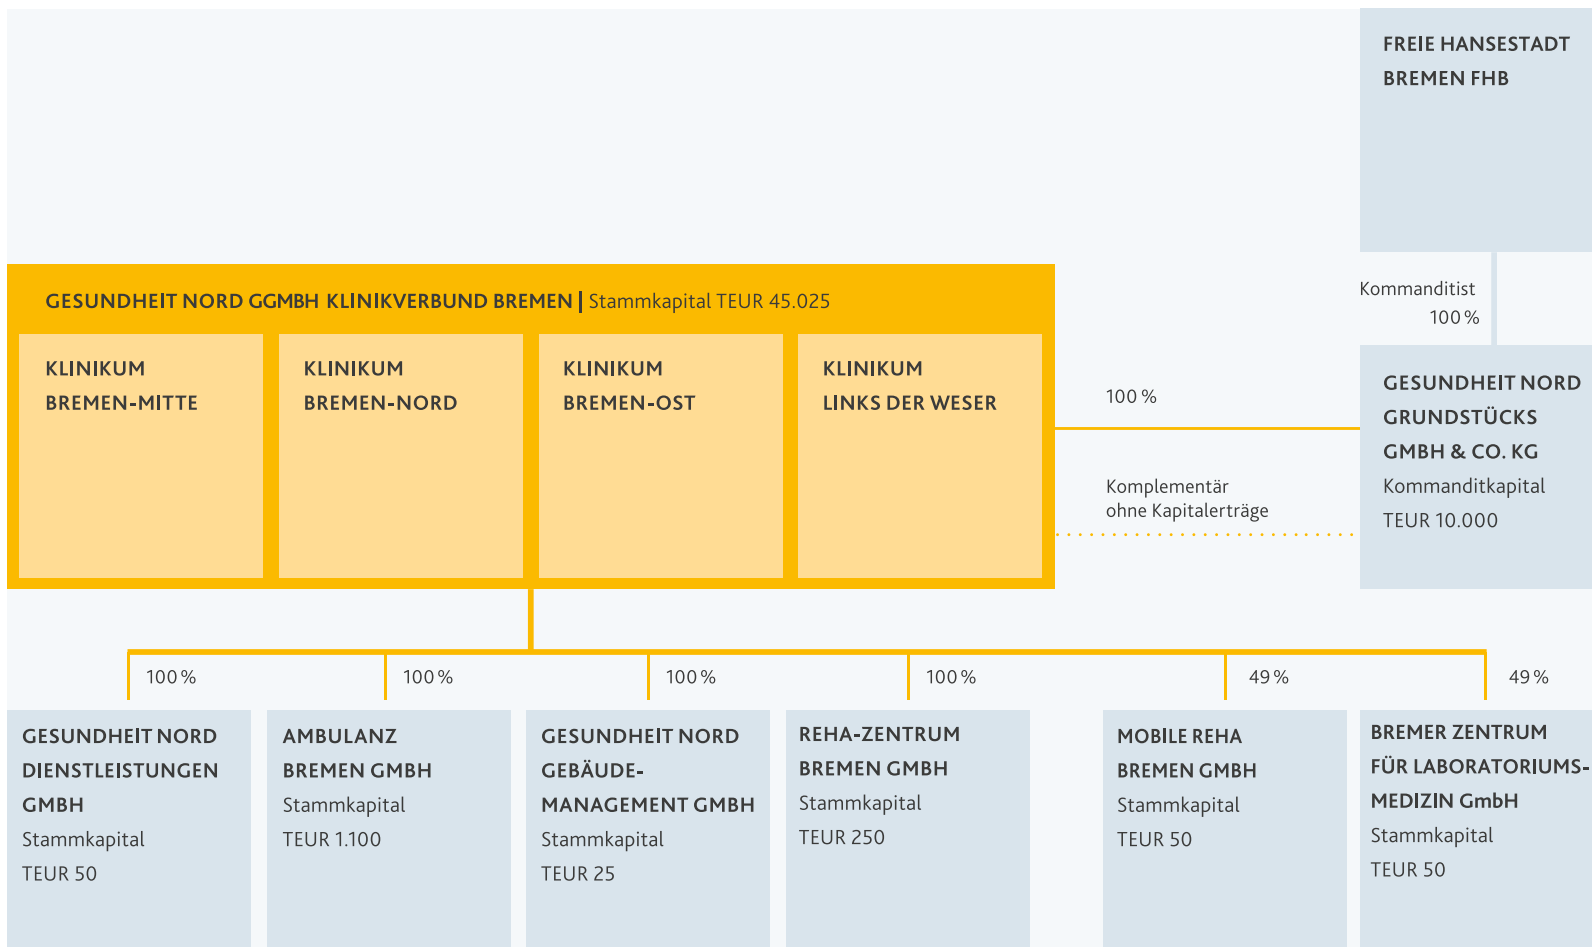 FREIE HANSESTADT
BREMEN FHB
Kommanditist
100 %
GESUNDHEIT NORD GGMBH KLINIKVERBUND BREMEN | Stammkapital TEUR 45.025
KLINIKUM
BREMEN-MITTE
KLINIKUM
BREMEN-NORD
KLINIKUM
BREMEN-OST
KLINIKUM
LINKS DER WESER
100 %
Komplementär
ohne Kapitalerträge
GESUNDHEIT NORD
GRUNDSTÜCKS
GMBH & CO. KG
Kommanditkapital
TEUR 10.000
100 %
100 %
100 %
100 %
49 %
49 %
GESUNDHEIT NORD
DIENSTLEISTUNGEN
GMBH
Stammkapital
TEUR 50
AMBULANZ
BREMEN GMBH
Stammkapital
TEUR 1.100
GESUNDHEIT NORD
GEBÄUDE-
MANAGEMENT GMBH
Stammkapital
TEUR 25
REHA-ZENTRUM
BREMEN GMBH
Stammkapital
TEUR 250
MOBILE REHA
BREMEN GMBH
Stammkapital
TEUR 50
BREMER ZENTRUM
FÜR LABORATORIUMS-
MEDIZIN GmbH
Stammkapital
TEUR 50